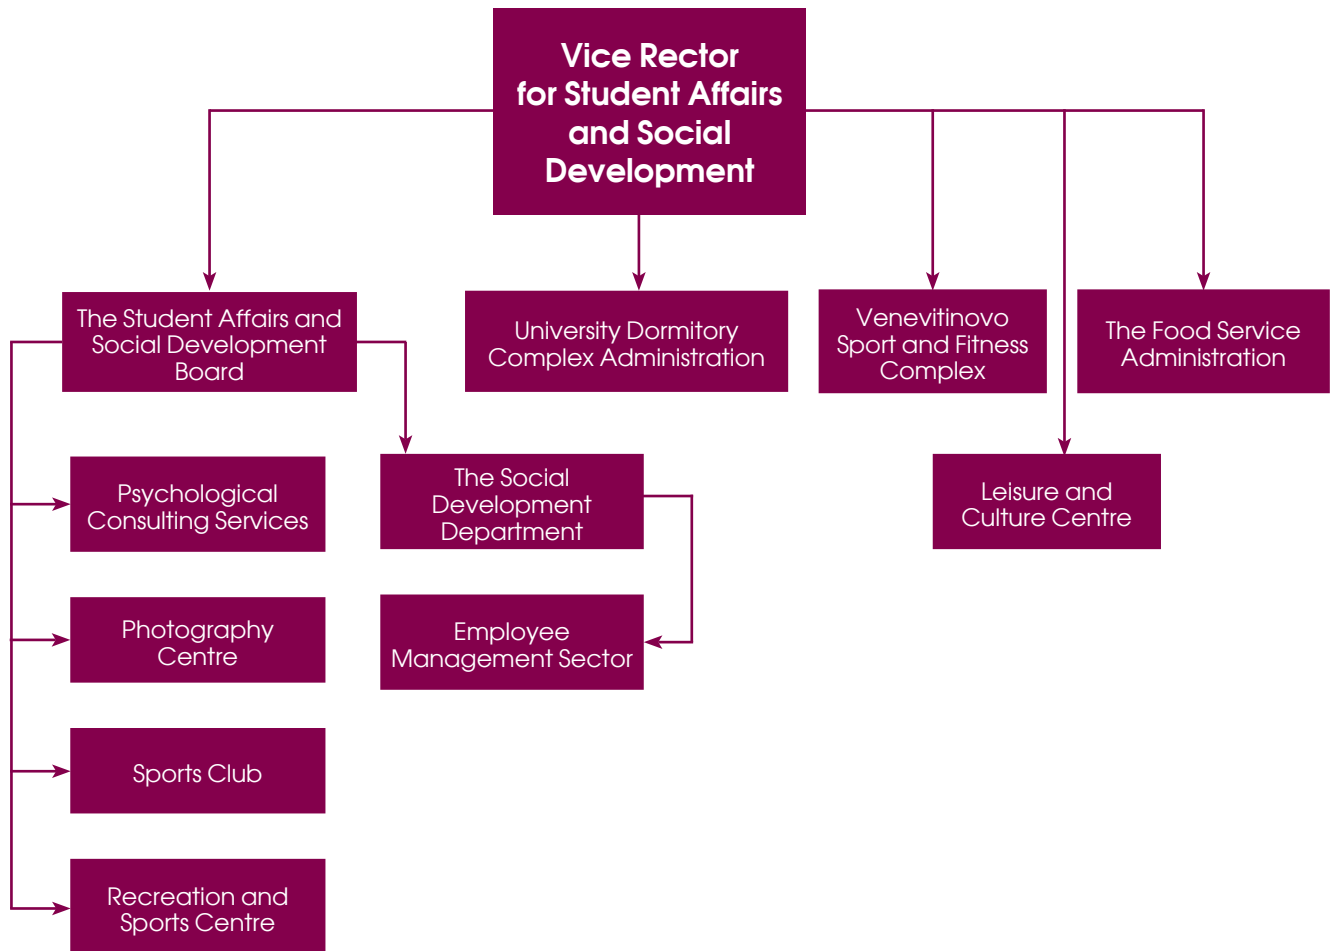 Vice Rector
for Student Affairs
and Social
Development
The Student Affairs and
Social Development
Board
University Dormitory
Complex Administration
Venevitinovo
Sport and Fitness
Complex
The Food Service
Administration
Psychological
Consulting Services
The Social
Development
Department
Leisure and
Culture Centre
Photography
Centre
Employee
Management Sector
Sports Club
Recreation and
Sports Centre